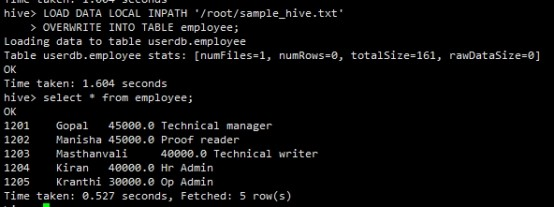 Time taken: 1.604 seconds
hive> LOAD DATA LOCAL INPATH '/root/sample_hive.txt'
    > OVERWRITE INTO TABLE employee;
Loading data to table userdb.employee
Table userdb.employee stats: [numFiles=1, numRows=0, totalSize=161, rawDataSize=0]
OK
Time taken: 1.604 seconds
hive> select * from employee;
OK
1201    Gopal   45000.0 Technical manager
1202    Manisha 45000.0 Proof reader
1203    Masthanvali     40000.0 Technical writer
1204    Kiran   40000.0 Hr Admin
1205    Kranthi 30000.0 Op Admin
Time taken: 0.527 seconds, Fetched: 5 row(s)